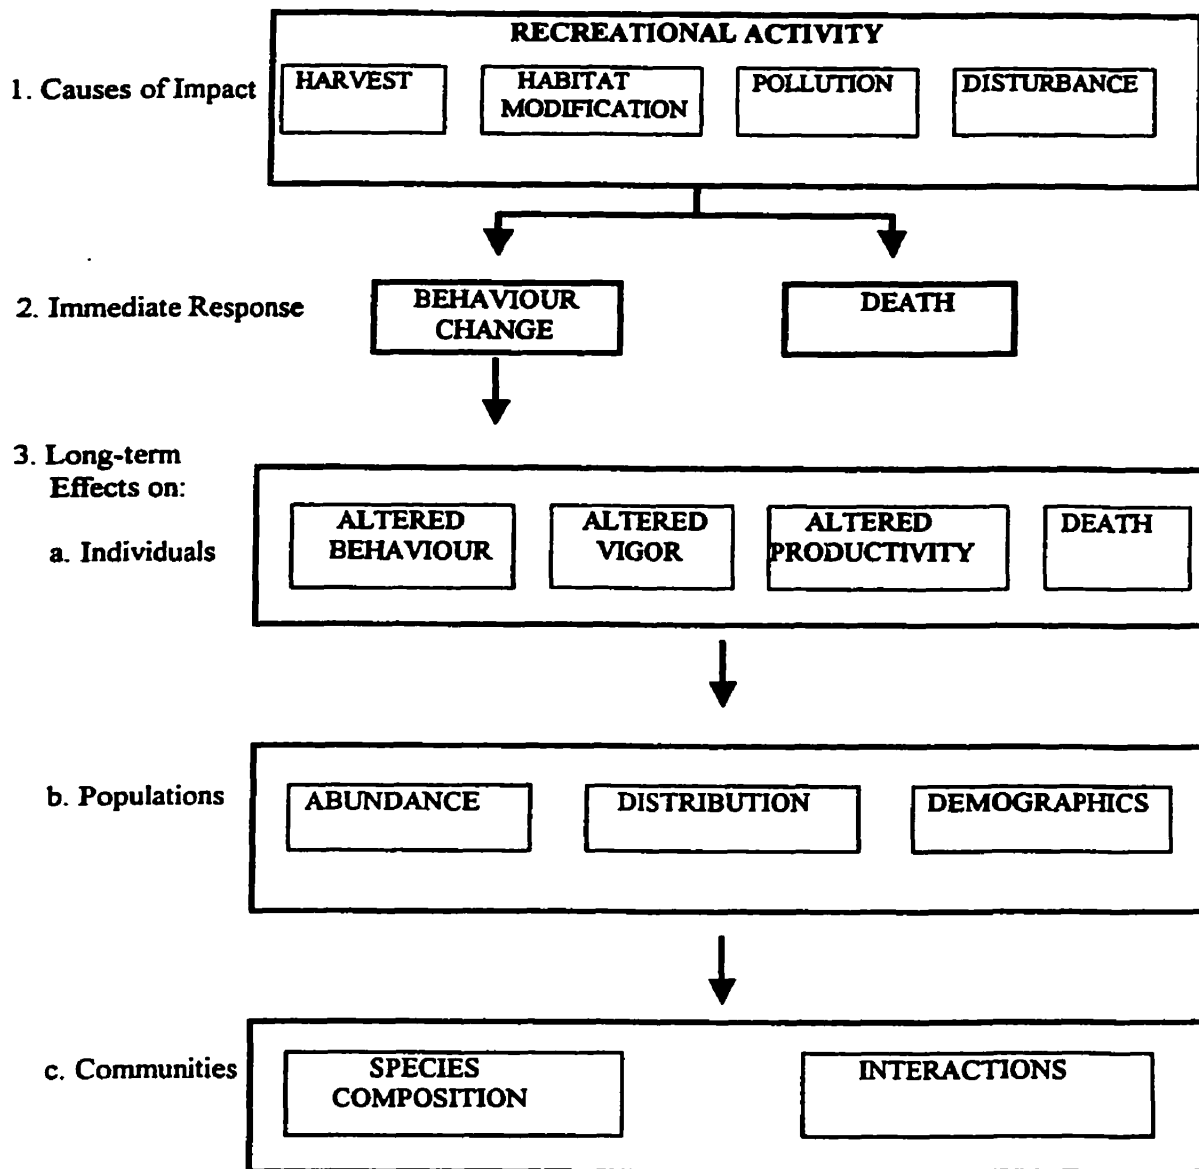 RECREATIONAL ACTIVITY
1. Causes of Impact
HARVEST
HABITAT
MODIFICATION
POLLUTION
DISTURBANCE
2. Immediate Response
BEHAVIOUR
CHANGE
DEATH
3. Long-term
Effects on:
a. Individuals
ALTERED
BEHAVIOUR
ALTERED
VIGOR
ALTERED
PRODUCTIVITY
DEATH
b. Populations
ABUNDANCE
DISTRIBUTION
DEMOGRAPHICS
c. Communities
SPECIES
COMPOSITION
INTERACTIONS